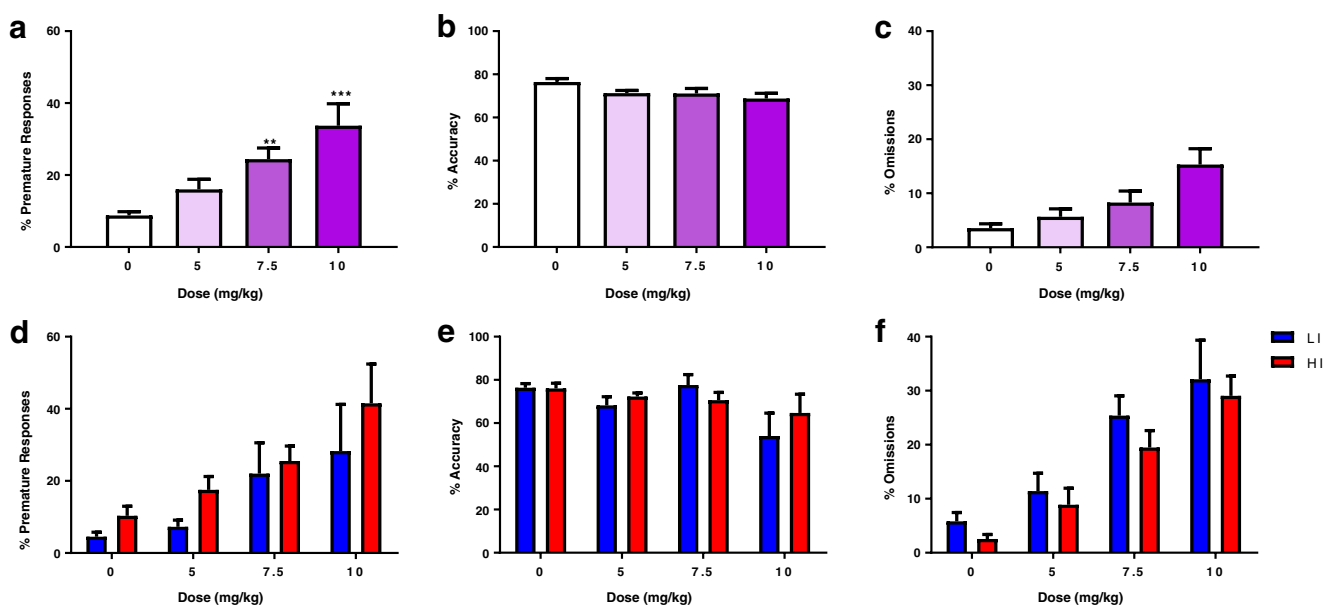 a
60
40
20
0
% Premature Responses
**
***
0 5 7.5 10
Dose (mg/kg)
b
100
80
60
40
20
0
% Accuracy
0 5 7.5 10
Dose (mg/kg)
c
40
30
20
10
0
% Omissions
0 5 7.5 10
Dose (mg/kg)
d
60
40
20
0
% Premature Responses
0 5 7.5 10
Dose (mg/kg)
e
100
80
60
40
20
0
% Accuracy
0 5 7.5 10
Dose (mg/kg)
f
40
30
20
10
0
% Omissions
0 5 7.5 10
Dose (mg/kg)
LI
HI